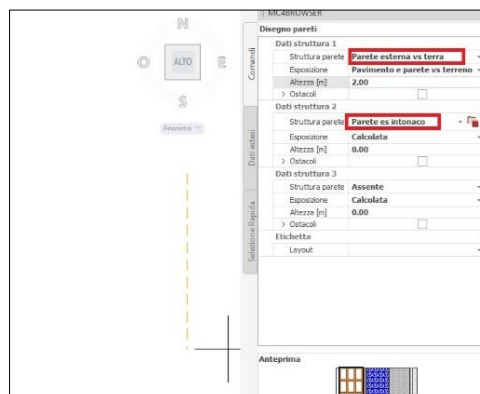 MC4BROWSER
Disegno pareti
Dati struttura 1
Struttura parete Parete esterna vs terra
Esposizione Pavimento e parete vs terreno
Altezza [m] 2.00
> Ostacoli
Dati struttura 2
Struttura parete Parete es intonaco
Esposizione Calcolata
Altezza [m] 0.00
> Ostacoli
Dati struttura 3
Struttura parete Assente
Esposizione Calcolata
Altezza [m] 0.00
> Ostacoli
Etichetta
Layout
Anteprima
Comandi
Dati estesi
Selezione Rapida
N
O
ALTO
E
S
Anonimo